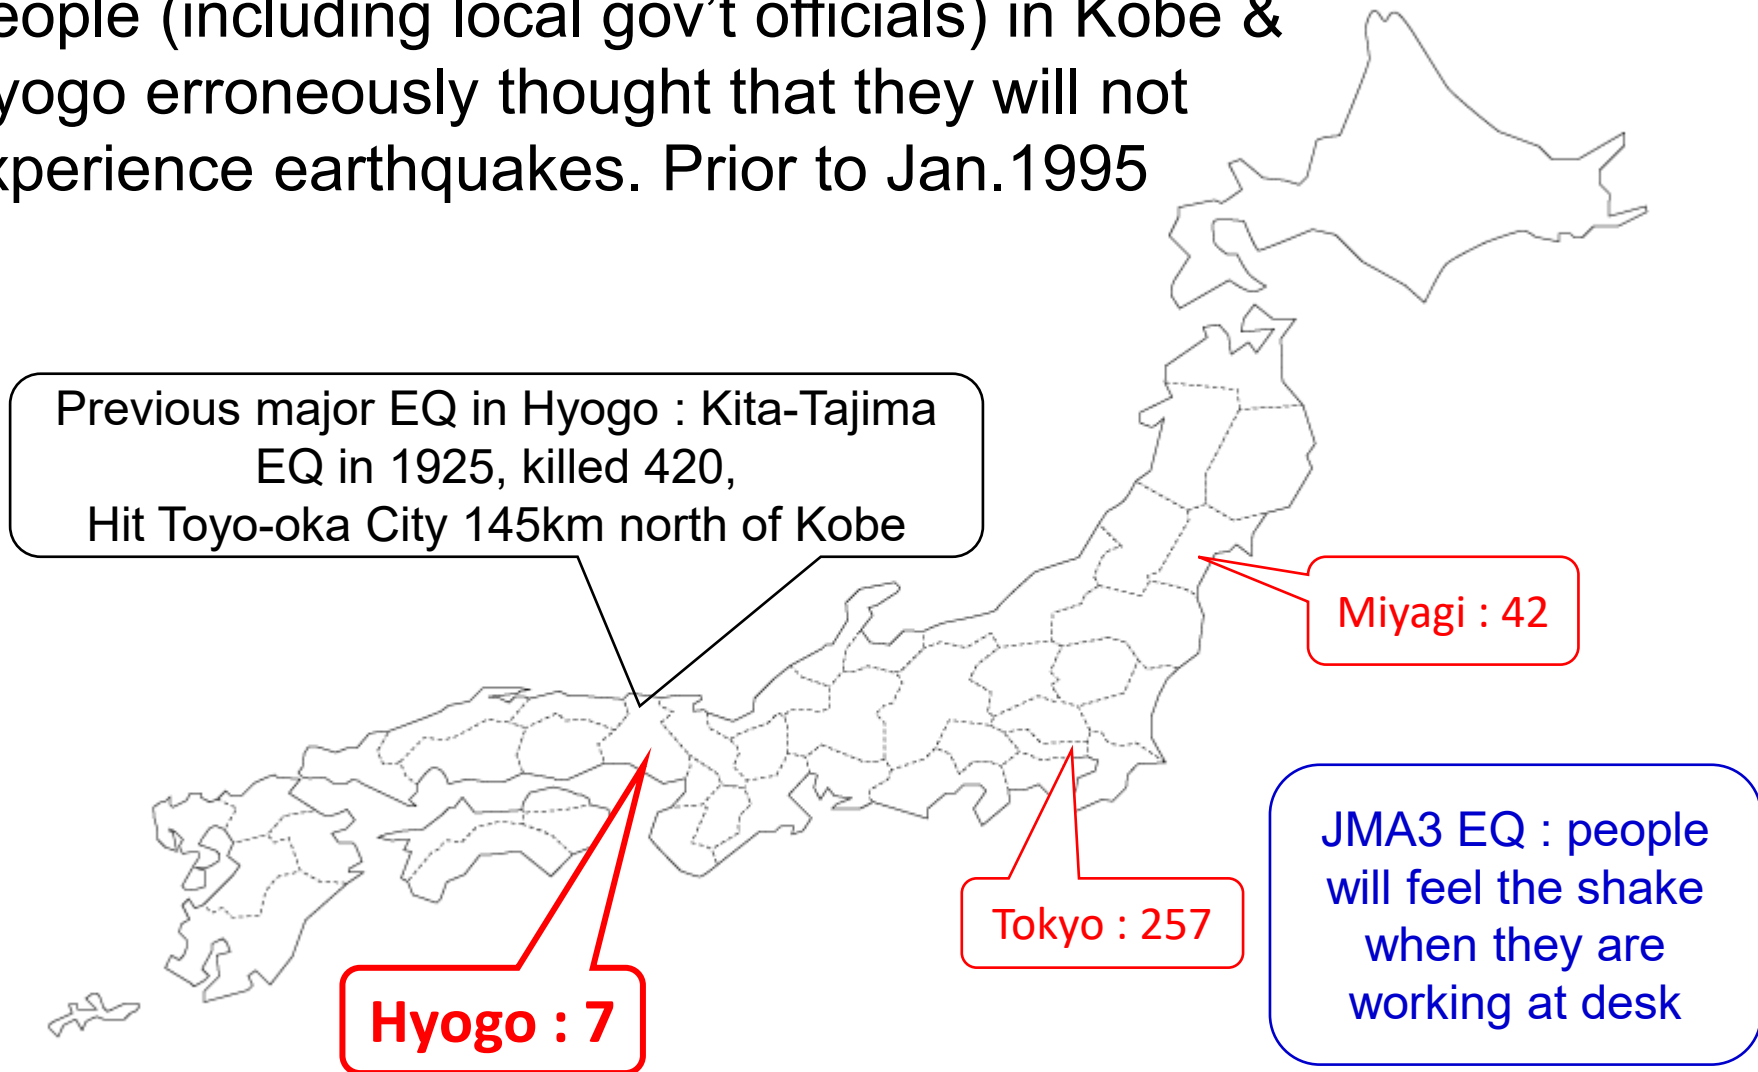 eople (including local gov’t officials) in Kobe &
yogo erroneously thought that they will not
xperience earthquakes. Prior to Jan.1995
Previous major EQ in Hyogo : Kita-Tajima
EQ in 1925, killed 420,
Hit Toyo-oka City 145km north of Kobe
Miyagi : 42
Tokyo : 257
Hyogo : 7
JMA3 EQ : people
will feel the shake
when they are
working at desk